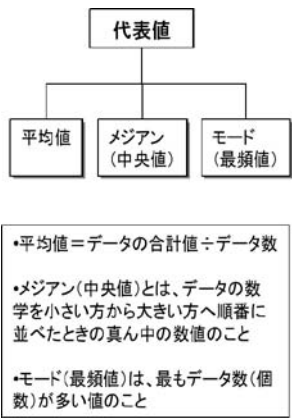 代表値
平均値
メジアン
(中央値)
モード
(最頻値)
•平均値=データの合計値÷データ数
•メジアン(中央値)とは、データの数
学を小さい方から大きい方へ順番に
並べたときの真ん中の数値のこと
•モード(最頻値)は、最もデータ数(個
数)が多い値のこと